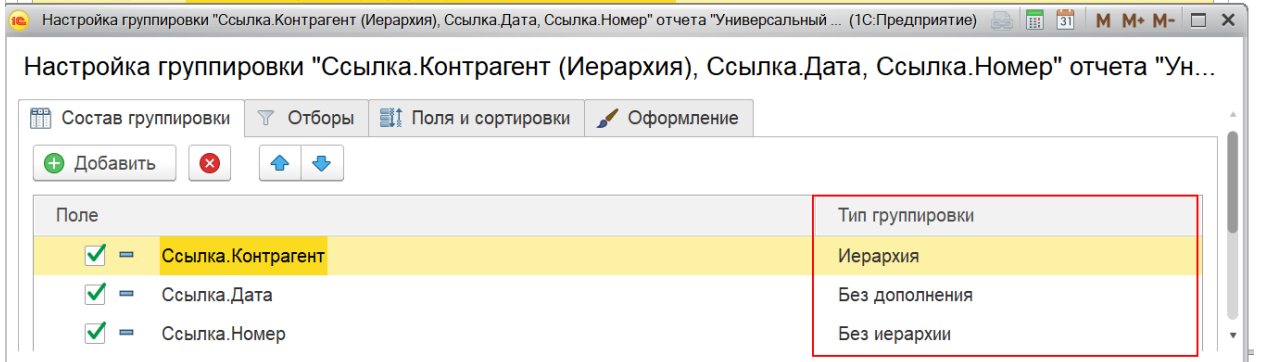 1С Настройка группировки "Ссылка.Контрагент (Иерархия), Ссылка.Дата, Ссылка.Номер" отчета "Универсальный ... (1С:Предприятие) 31 M M+ M-
Настройка группировки "Ссылка.Контрагент (Иерархия), Ссылка.Дата, Ссылка.Номер" отчета "Ун...
Состав группировки Отборы Поля и сортировки Оформление
Добавить
Поле Тип группировки
Ссылка.Контрагент Иерархия
Ссылка.Дата Без дополнения
Ссылка.Номер Без иерархии